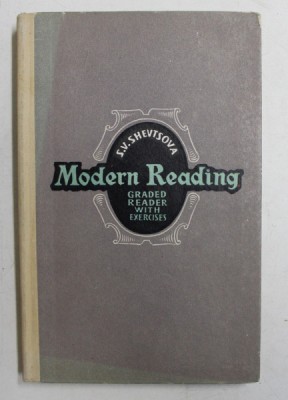 S.V. SHEVTSOVA
Modern Reading
GRADED
READER
WITH
EXERCISES